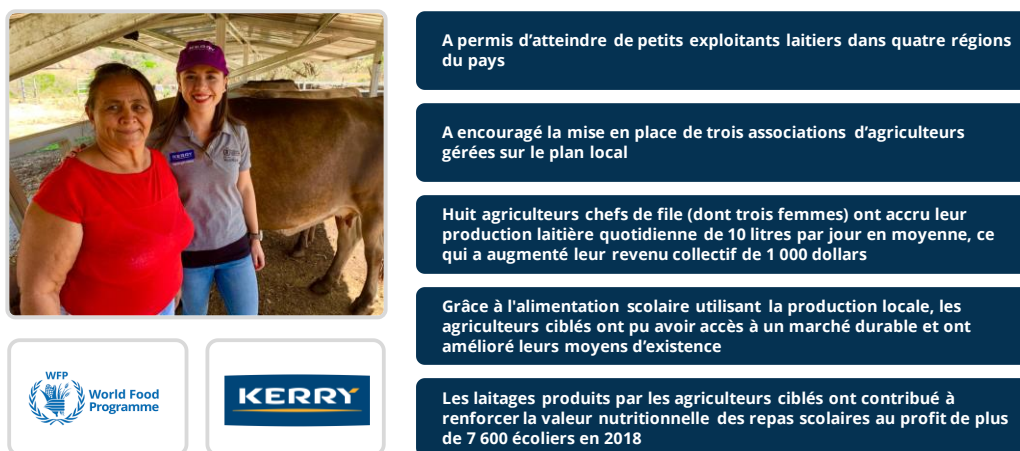 KERRY
KERRY
WFP
World Food
Programme
KERRY
A permis d’atteindre de petits exploitants laitiers dans quatre régions
du pays
A encouragé la mise en place de trois associations d’agriculteurs
gérées sur le plan local
Huit agriculteurs chefs de file (dont trois femmes) ont accru leur
production laitière quotidienne de 10 litres par jour en moyenne, ce
qui a augmenté leur revenu collectif de 1 000 dollars
Grâce à l'alimentation scolaire utilisant la production locale, les
agriculteurs ciblés ont pu avoir accès à un marché durable et ont
amélioré leurs moyens d’existence
Les laitages produits par les agriculteurs ciblés ont contribué à
renforcer la valeur nutritionnelle des repas scolaires au profit de plus
de 7 600 écoliers en 2018